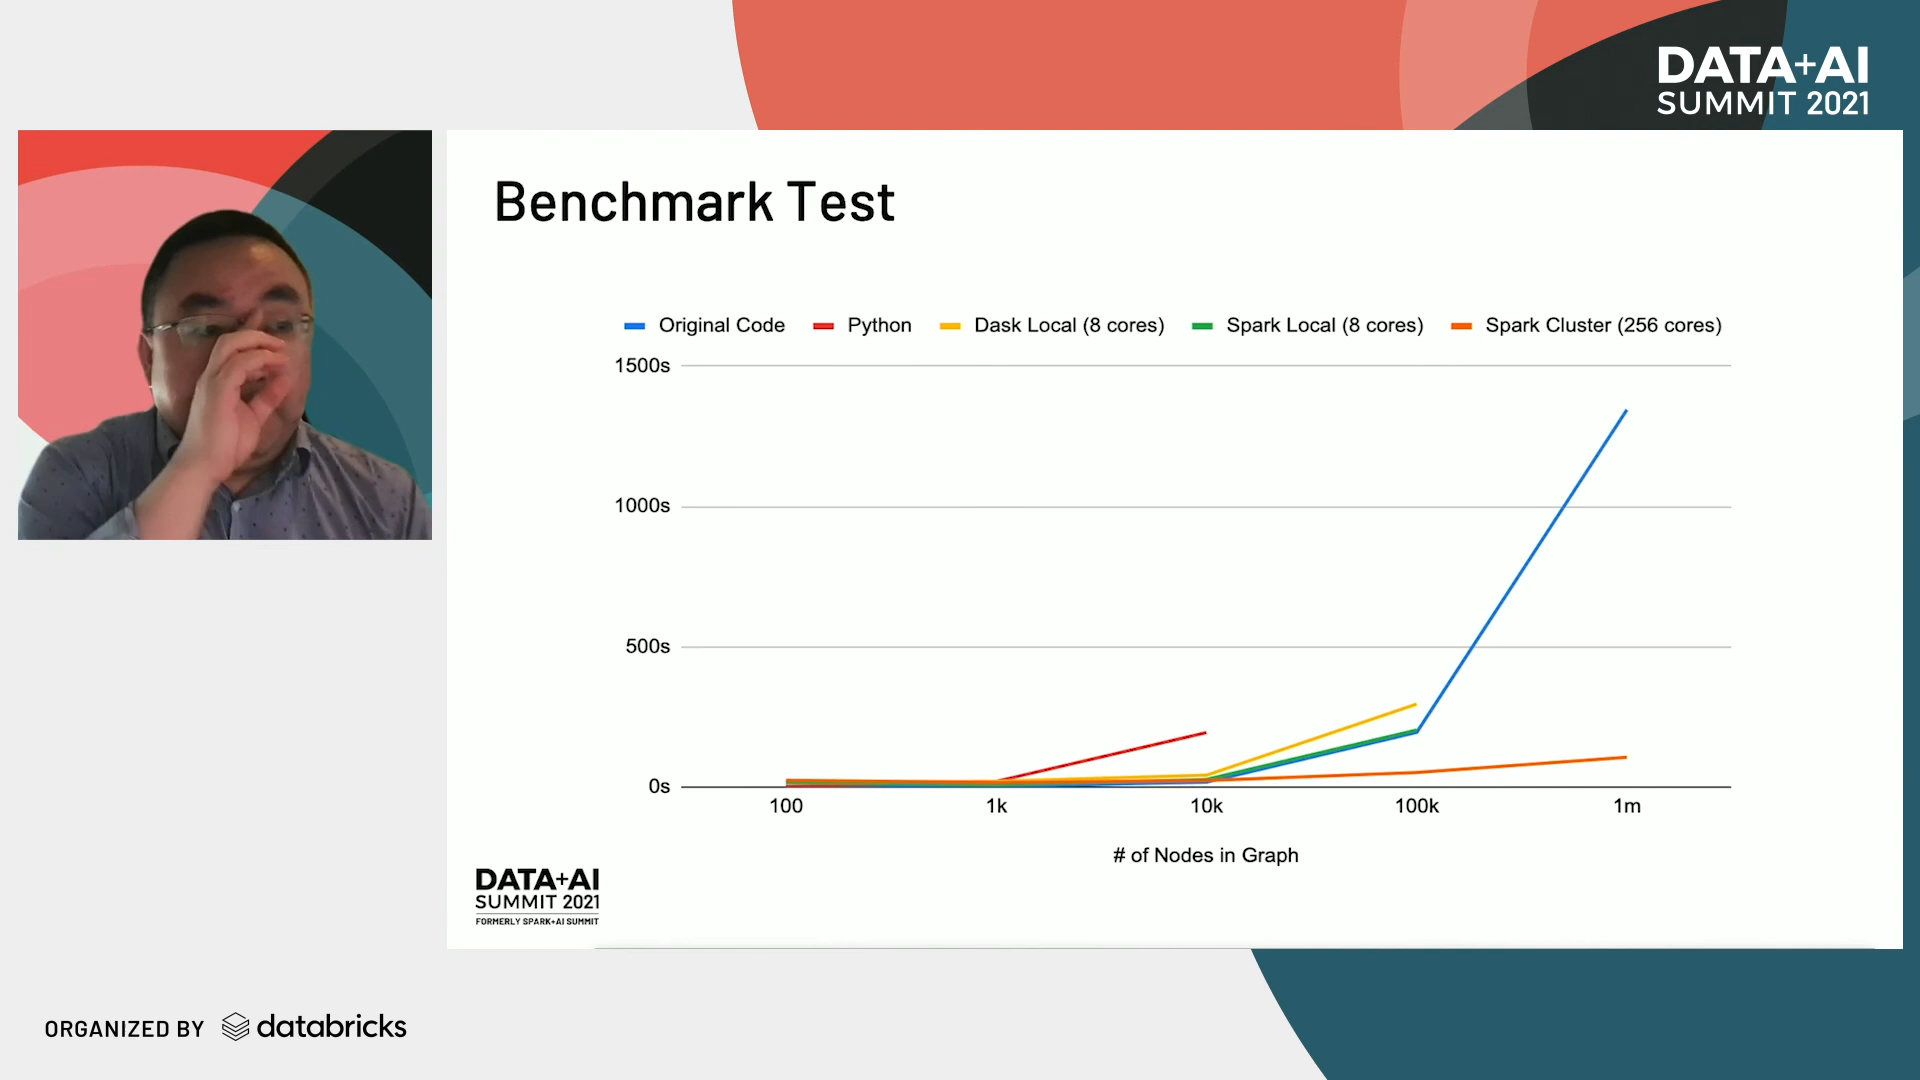 DATA+AI
SUMMIT 2021
Benchmark Test
Original Code Python Dask Local (8 cores) Spark Local (8 cores) Spark Cluster (256 cores)
1500s
1000s
500s
0s
100 1k 10k 100k 1m
# of Nodes in Graph
DATA+AI
SUMMIT 2021
FORMERLY SPARK+AI SUMMIT
ORGANIZED BY databricks